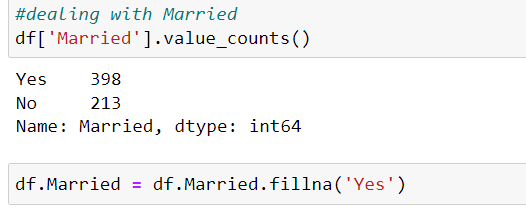 #dealing with Married
df['Married'].value_counts()
Yes    398
No     213
Name: Married, dtype: int64
df.Married = df.Married.fillna('Yes')